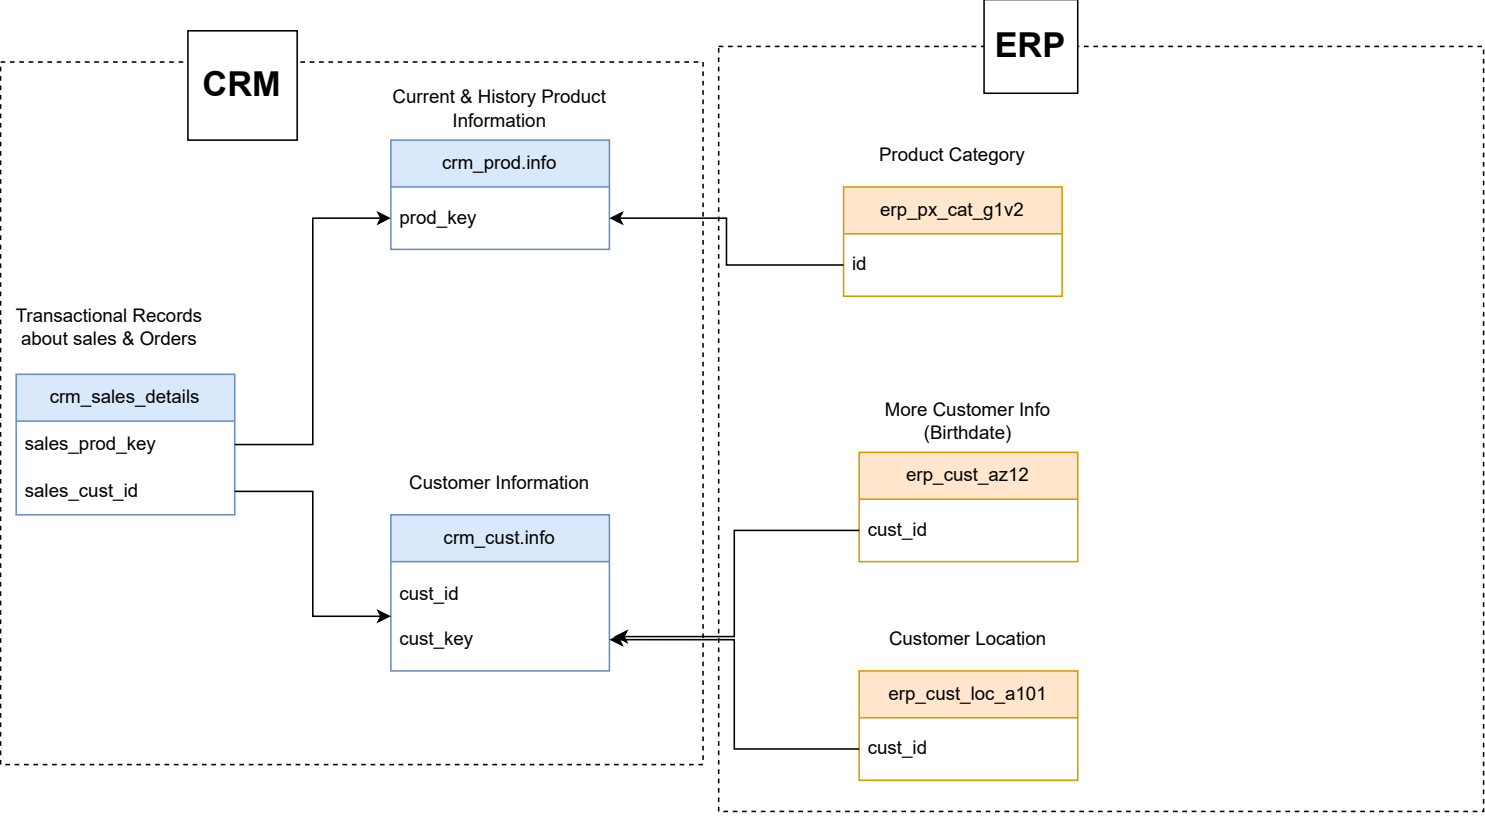 CRM
Current & History Product
Information
crm_prod.info
prod_key
Transactional Records
about sales & Orders
crm_sales_details
sales_prod_key
sales_cust_id
Customer Information
crm_cust.info
cust_id
cust_key
ERP
Product Category
erp_px_cat_g1v2
id
More Customer Info
(Birthdate)
erp_cust_az12
cust_id
Customer Location
erp_cust_loc_a101
cust_id